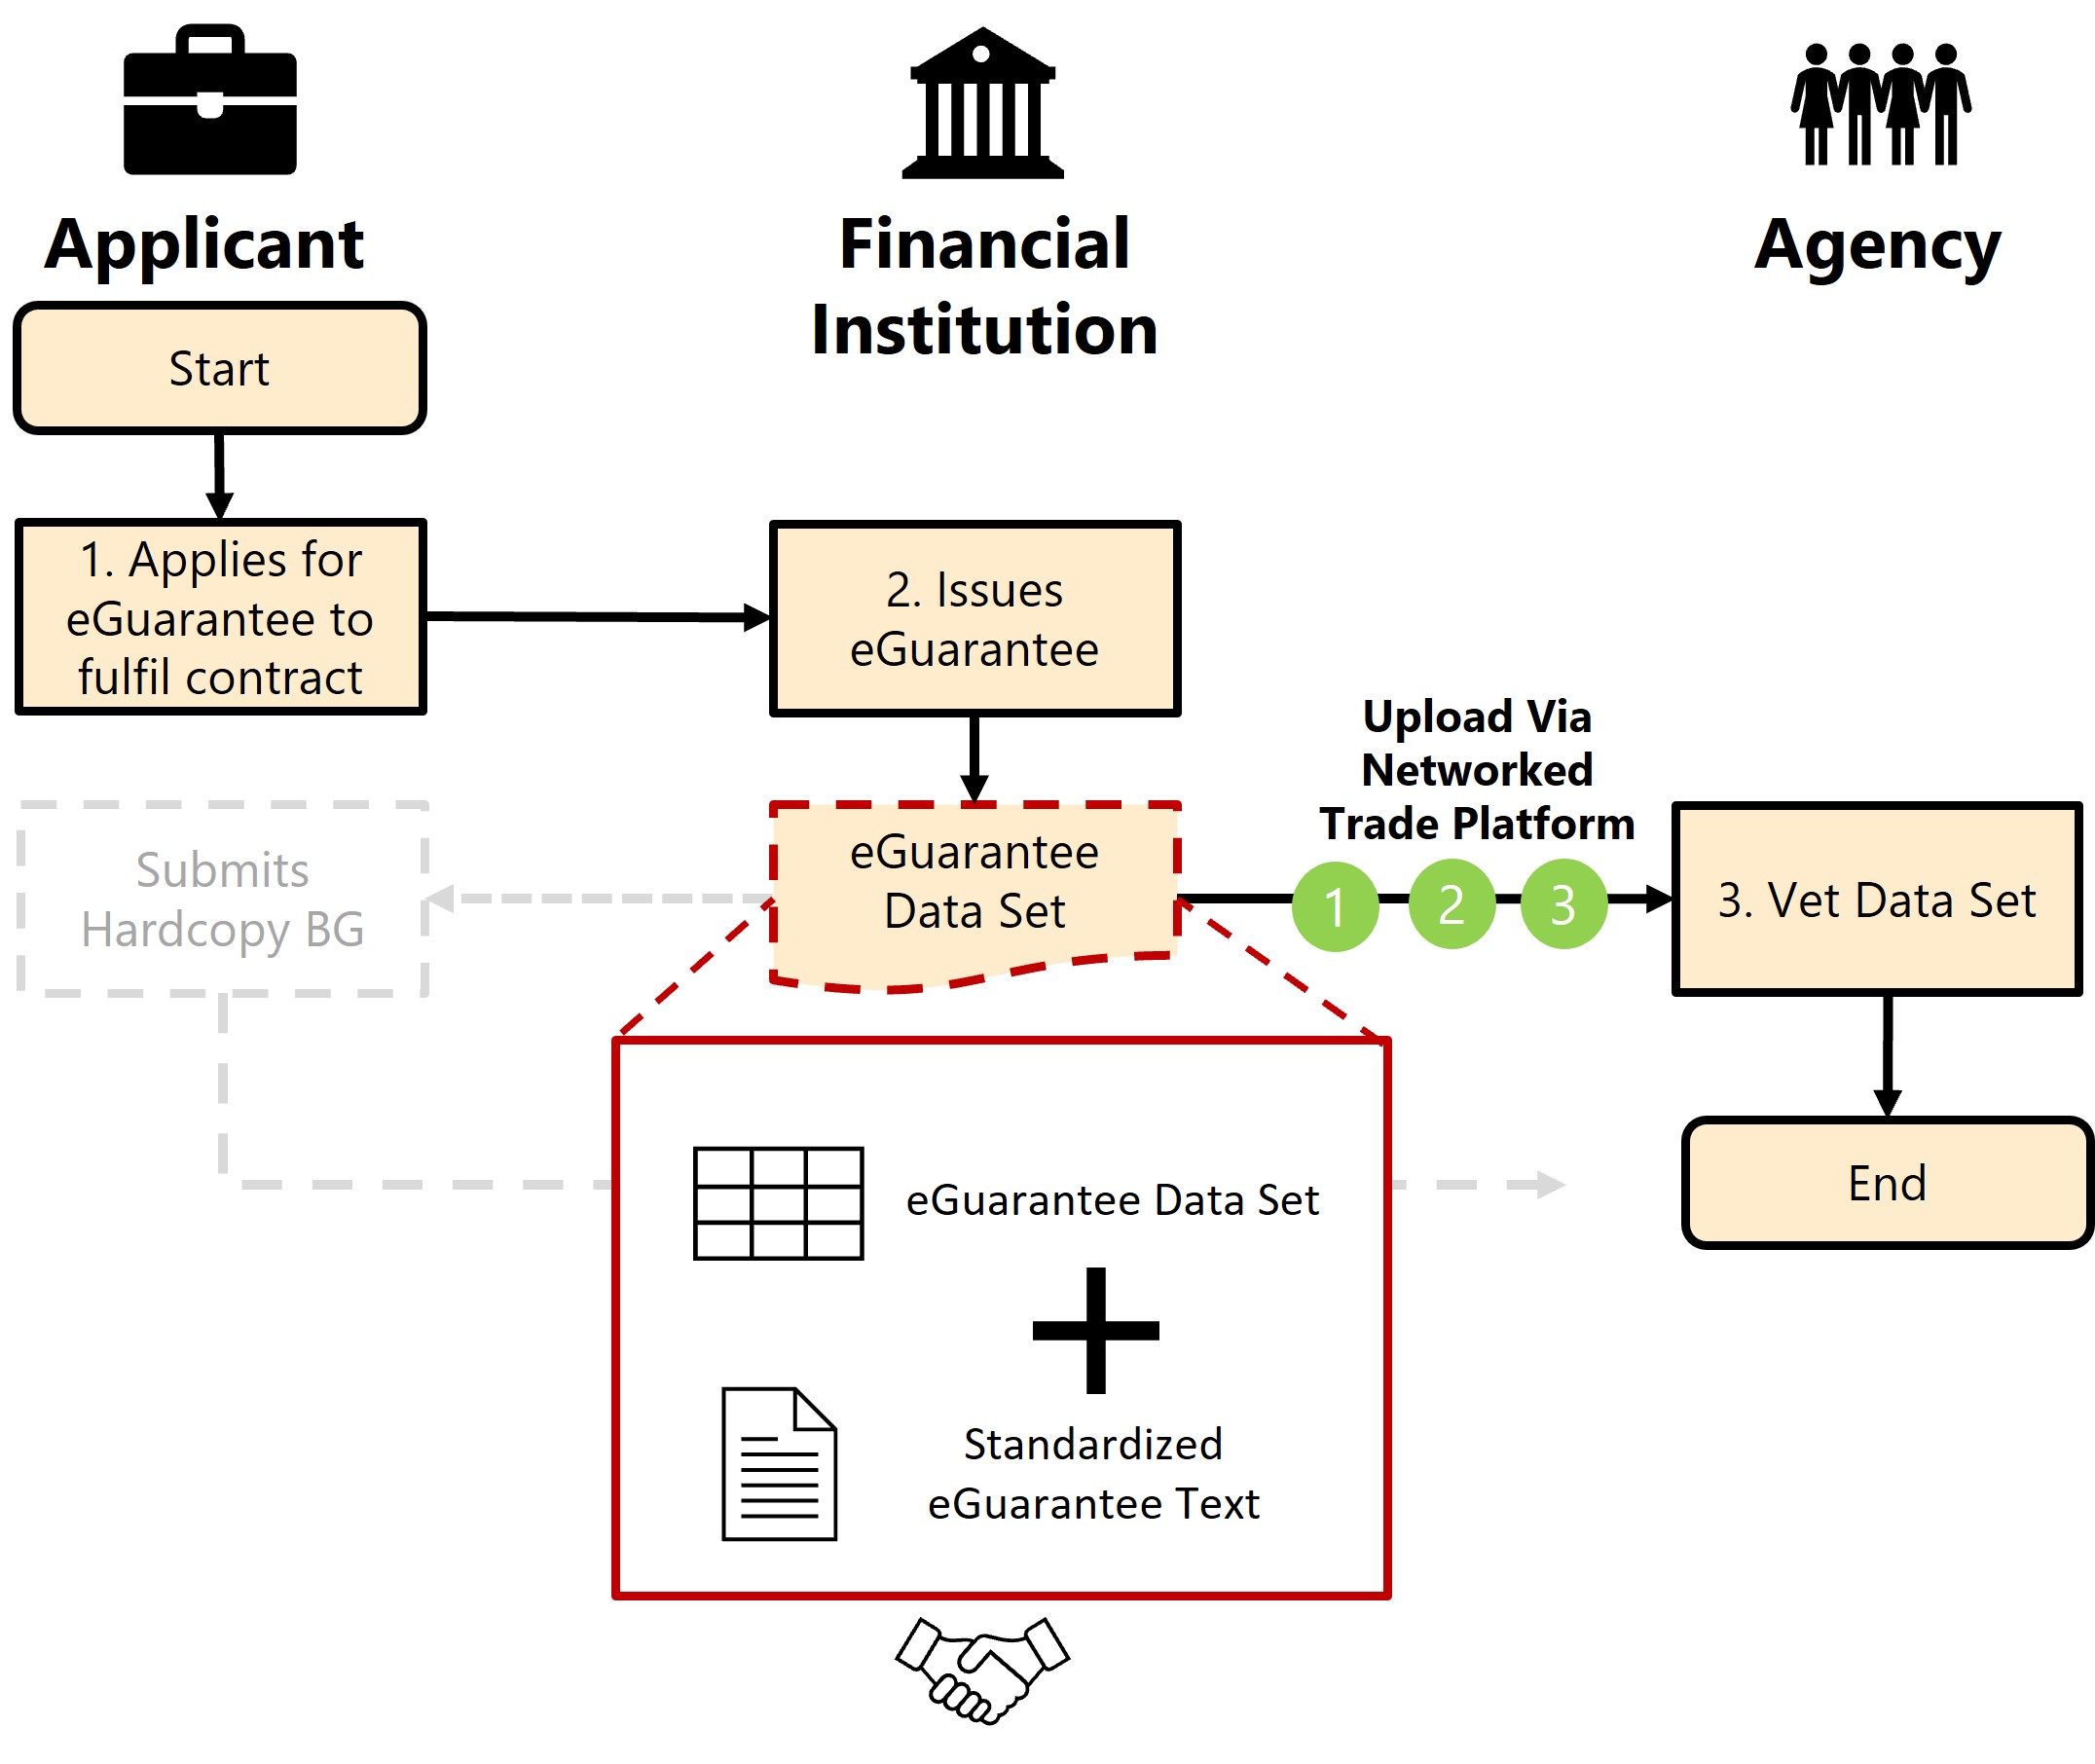 Applicant
Financial
Institution
Agency
Start
1. Applies for
eGuarantee to
fulfil contract
2. Issues
eGuarantee
Upload Via
Networked
Trade Platform
Submits
Hardcopy BG
eGuarantee
Data Set
1
2
3
3. Vet Data Set
eGuarantee Data Set
Standardized
eGuarantee Text
End